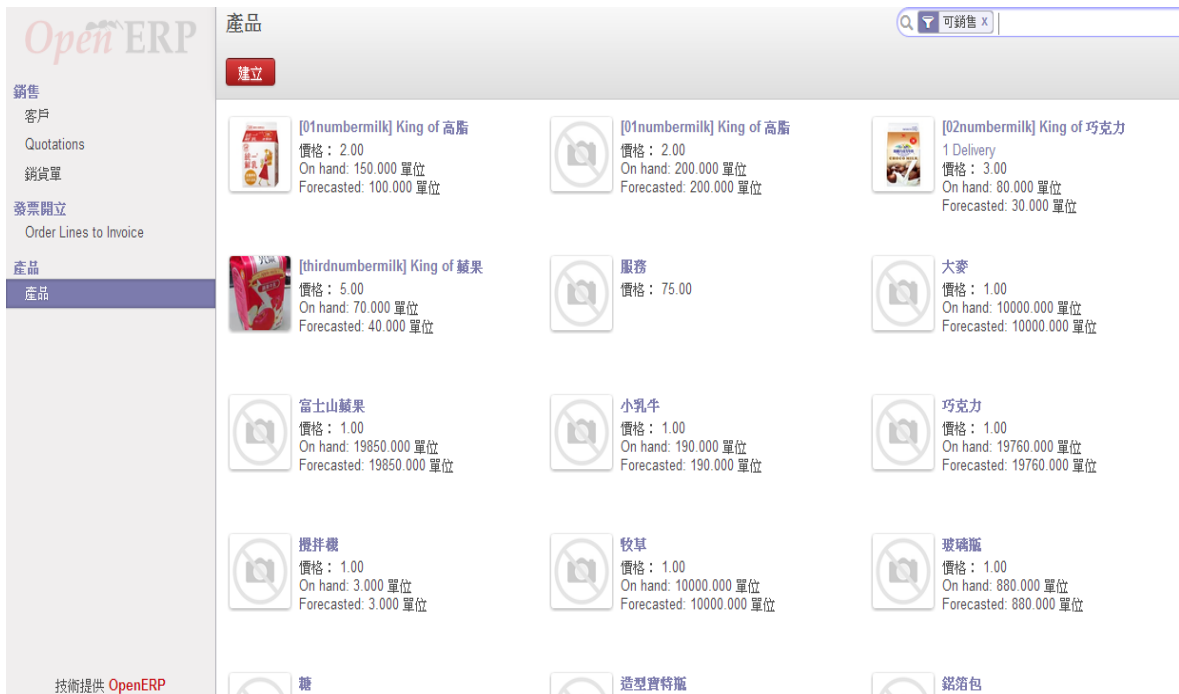 Open ERP
銷售
客戶
Quotations
銷貨單
發票開立
Order Lines to Invoice
產品
產品
技術提供 OpenERP
產品
可銷售 x
建立
[01numbermilk] King of 高脂
價格： 2.00
On hand: 150.000 單位
Forecasted: 100.000 單位
[01numbermilk] King of 高脂
價格： 2.00
On hand: 200.000 單位
Forecasted: 200.000 單位
[02numbermilk] King of 巧克力
1 Delivery
價格： 3.00
On hand: 80.000 單位
Forecasted: 30.000 單位
[thirdnumbermilk] King of 蘋果
價格： 5.00
On hand: 70.000 單位
Forecasted: 40.000 單位
服務
價格： 75.00
大麥
價格： 1.00
On hand: 10000.000 單位
Forecasted: 10000.000 單位
富士山蘋果
價格： 1.00
On hand: 19850.000 單位
Forecasted: 19850.000 單位
小乳牛
價格： 1.00
On hand: 190.000 單位
Forecasted: 190.000 單位
巧克力
價格： 1.00
On hand: 19760.000 單位
Forecasted: 19760.000 單位
攪拌機
價格： 1.00
On hand: 3.000 單位
Forecasted: 3.000 單位
牧草
價格： 1.00
On hand: 10000.000 單位
Forecasted: 10000.000 單位
玻璃瓶
價格： 1.00
On hand: 880.000 單位
Forecasted: 880.000 單位
糖
造型寶特瓶
鋁箔包